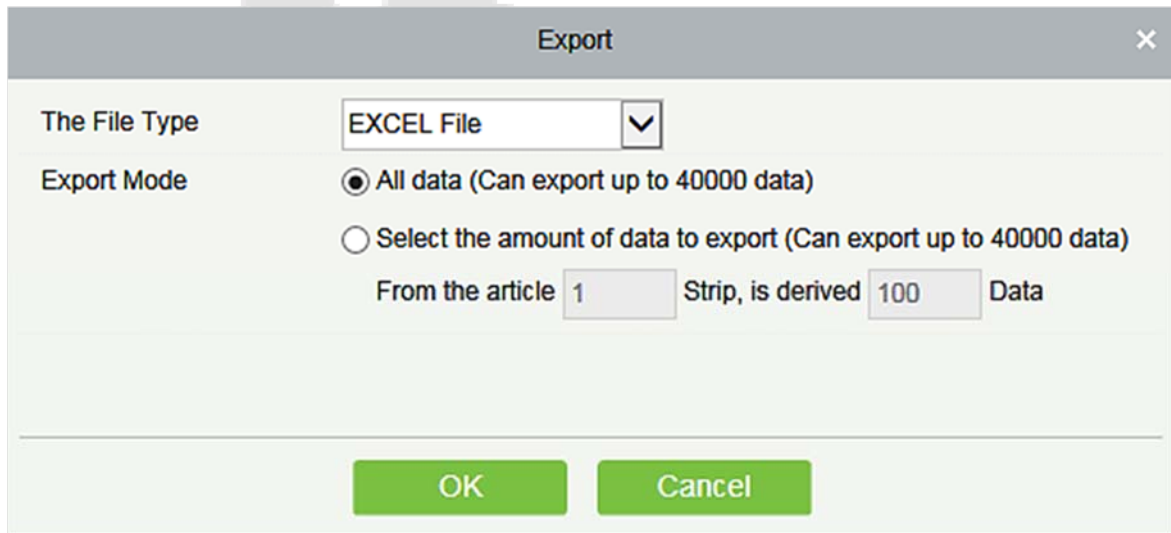 Export
The File Type EXCEL File
Export Mode All data (Can export up to 40000 data)
Select the amount of data to export (Can export up to 40000 data)
From the article 1 Strip, is derived 100 Data
OK Cancel